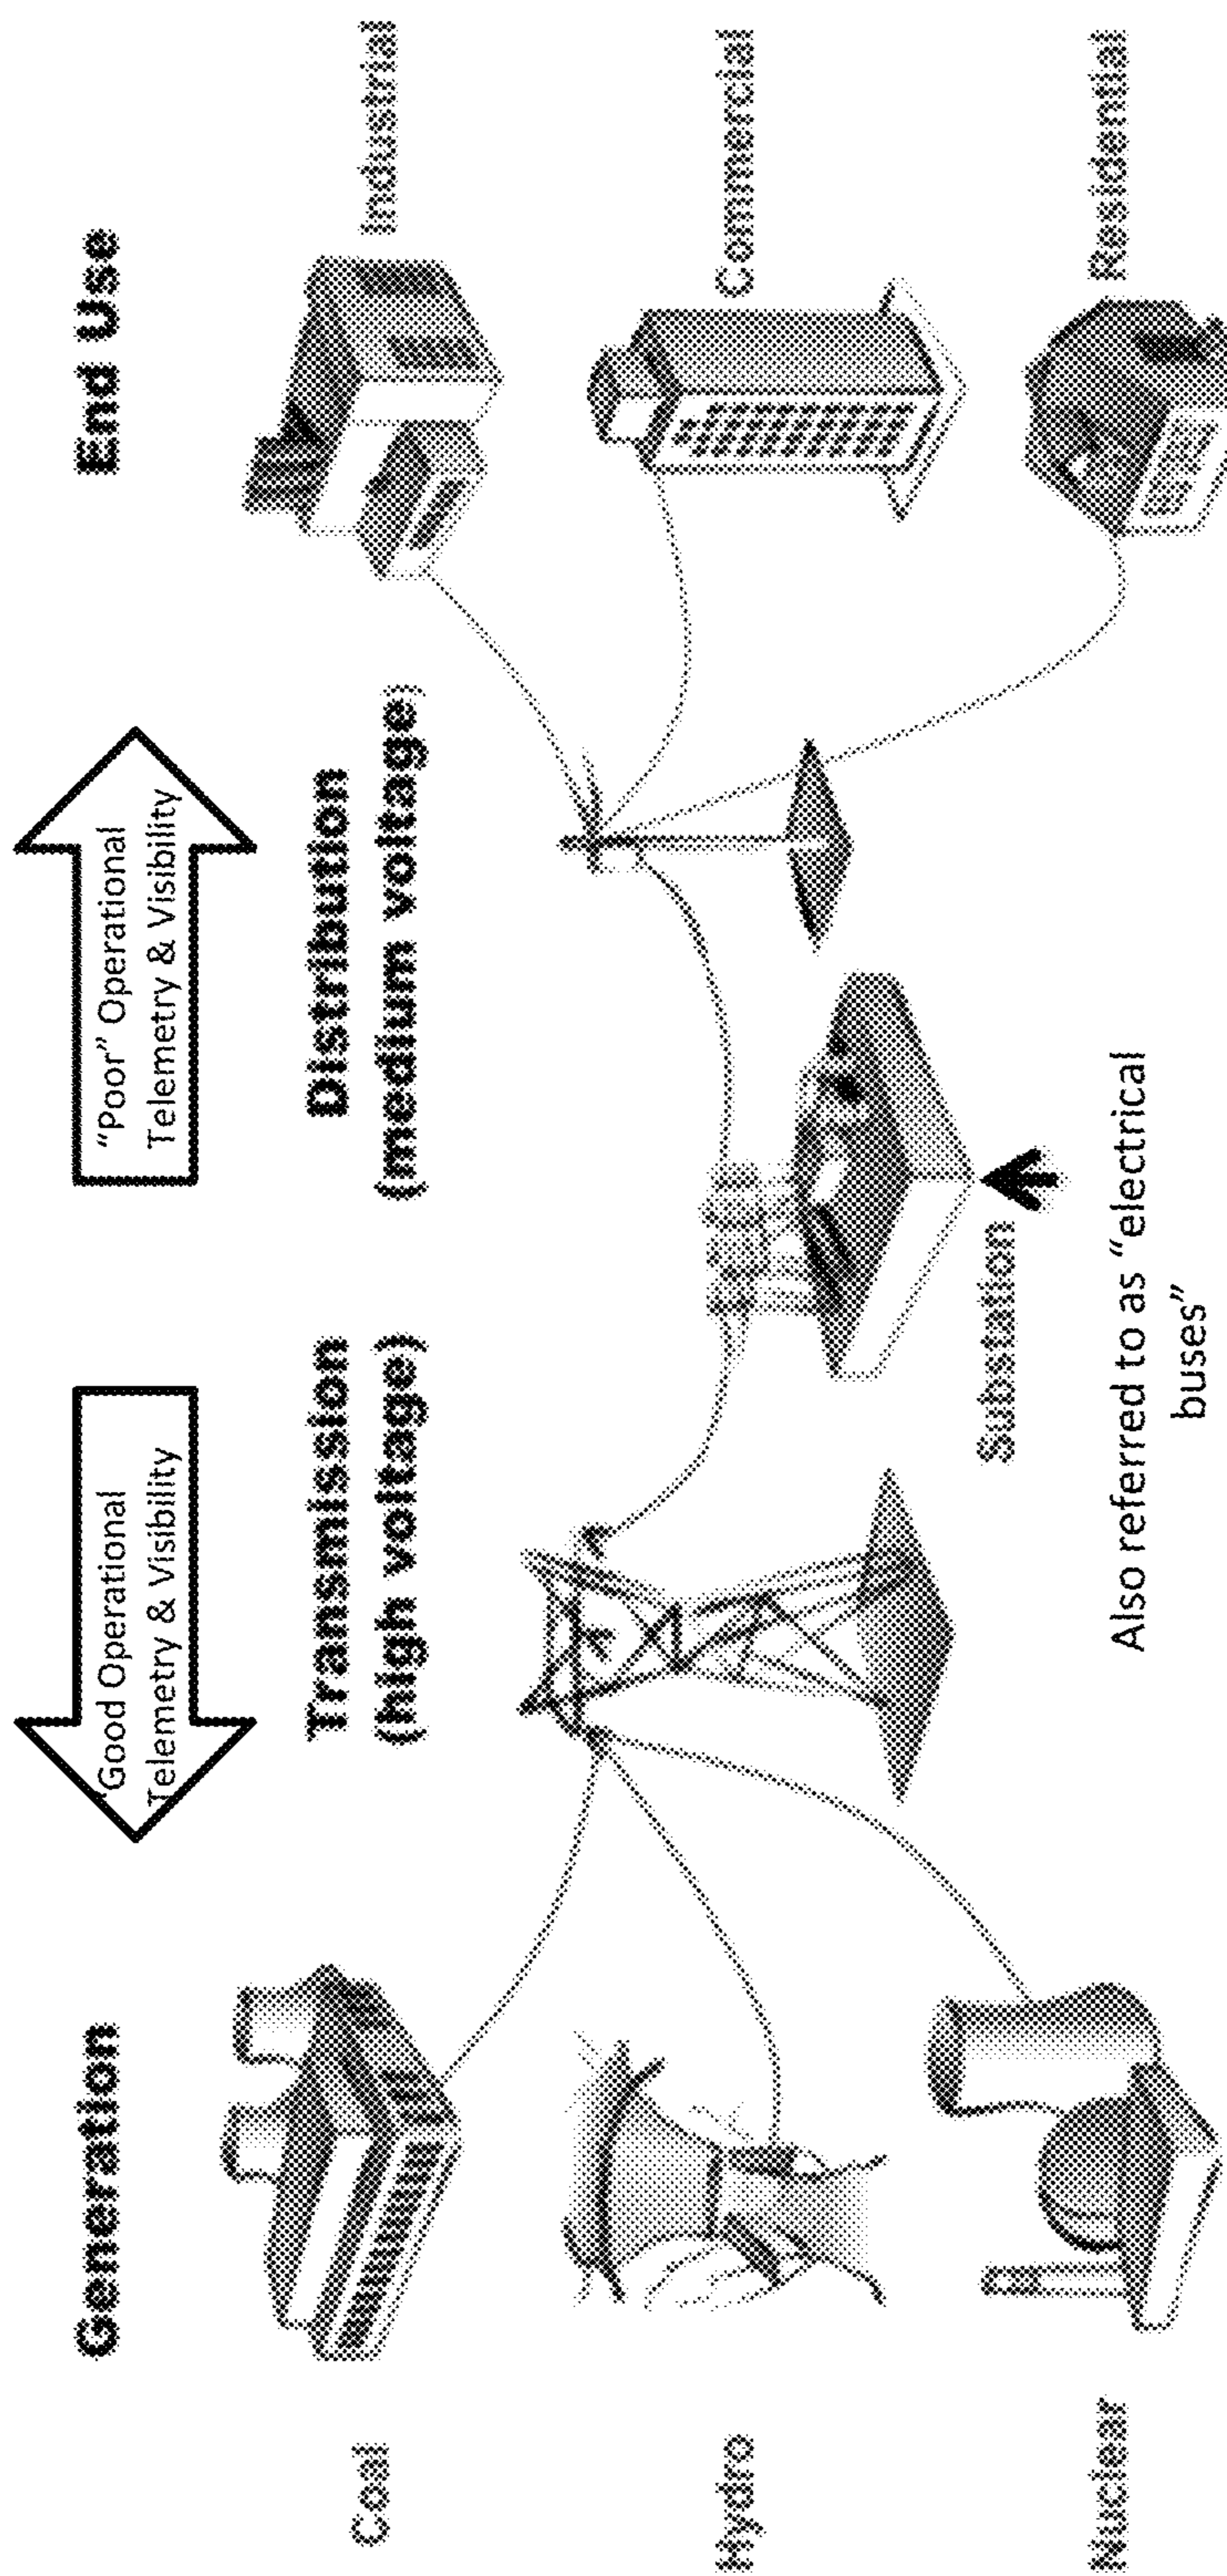 Generation
End Use
"Good Operational
Telemetry & Visibility
"Poor" Operational
Telemetry & Visibility
Transmission
(high voltage)
Distribution
(medium voltage)
Coal
Hydro
Nuclear
Industrial
Commercial
Residential
Substation
Also referred to as “electrical
buses”